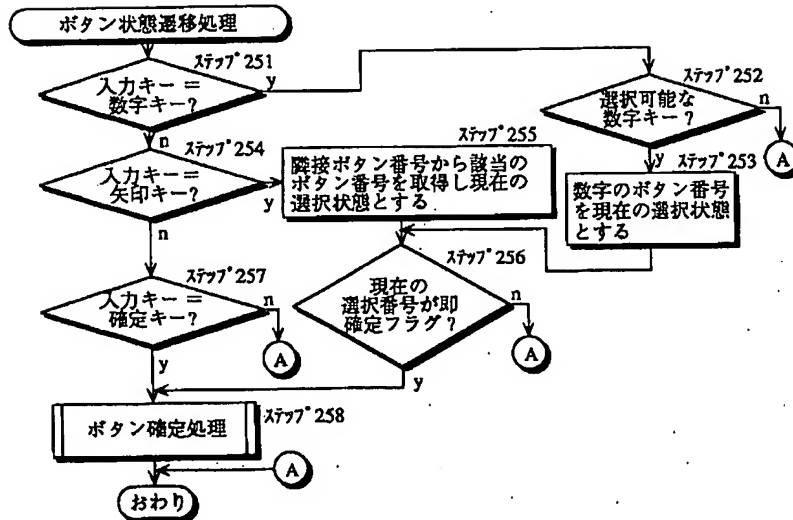 ボタン状態遷移処理
ステップ251
入力キー=
数字キー?
y
n
ステップ252
選択可能な
数字キー?
n
A
y
ステップ253
数字のボタン番号
を現在の選択状態
とする
ステップ254
入力キー=
矢印キー?
y
n
ステップ255
隣接ボタン番号から該当の
ボタン番号を取得し現在の
選択状態とする
ステップ256
現在の
選択番号が即
確定フラグ?
n
A
y
ステップ257
入力キー=
確定キー?
n
A
y
ステップ258
ボタン確定処理
A
おわり